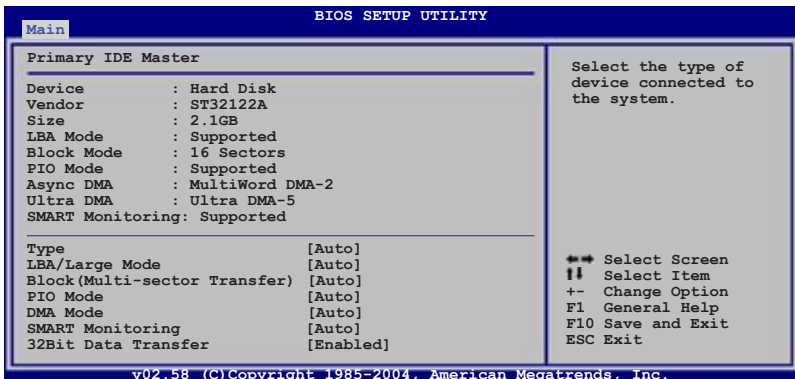 BIOS SETUP UTILITY
Main
Primary IDE Master
Device : Hard Disk
Vendor : ST32122A
Size : 2.1GB
LBA Mode : Supported
Block Mode : 16 Sectors
PIO Mode : Supported
Async DMA : MultiWord DMA-2
Ultra DMA : Ultra DMA-5
SMART Monitoring: Supported
Type [Auto]
LBA/Large Mode [Auto]
Block(Multi-sector Transfer) [Auto]
PIO Mode [Auto]
DMA Mode [Auto]
SMART Monitoring [Auto]
32Bit Data Transfer [Enabled]
Select the type of
device connected to
the system.
Select Screen
Select Item
+- Change Option
F1 General Help
F10 Save and Exit
ESC Exit
v02.58 (C)Copyright 1985-2004, American Megatrends, Inc.